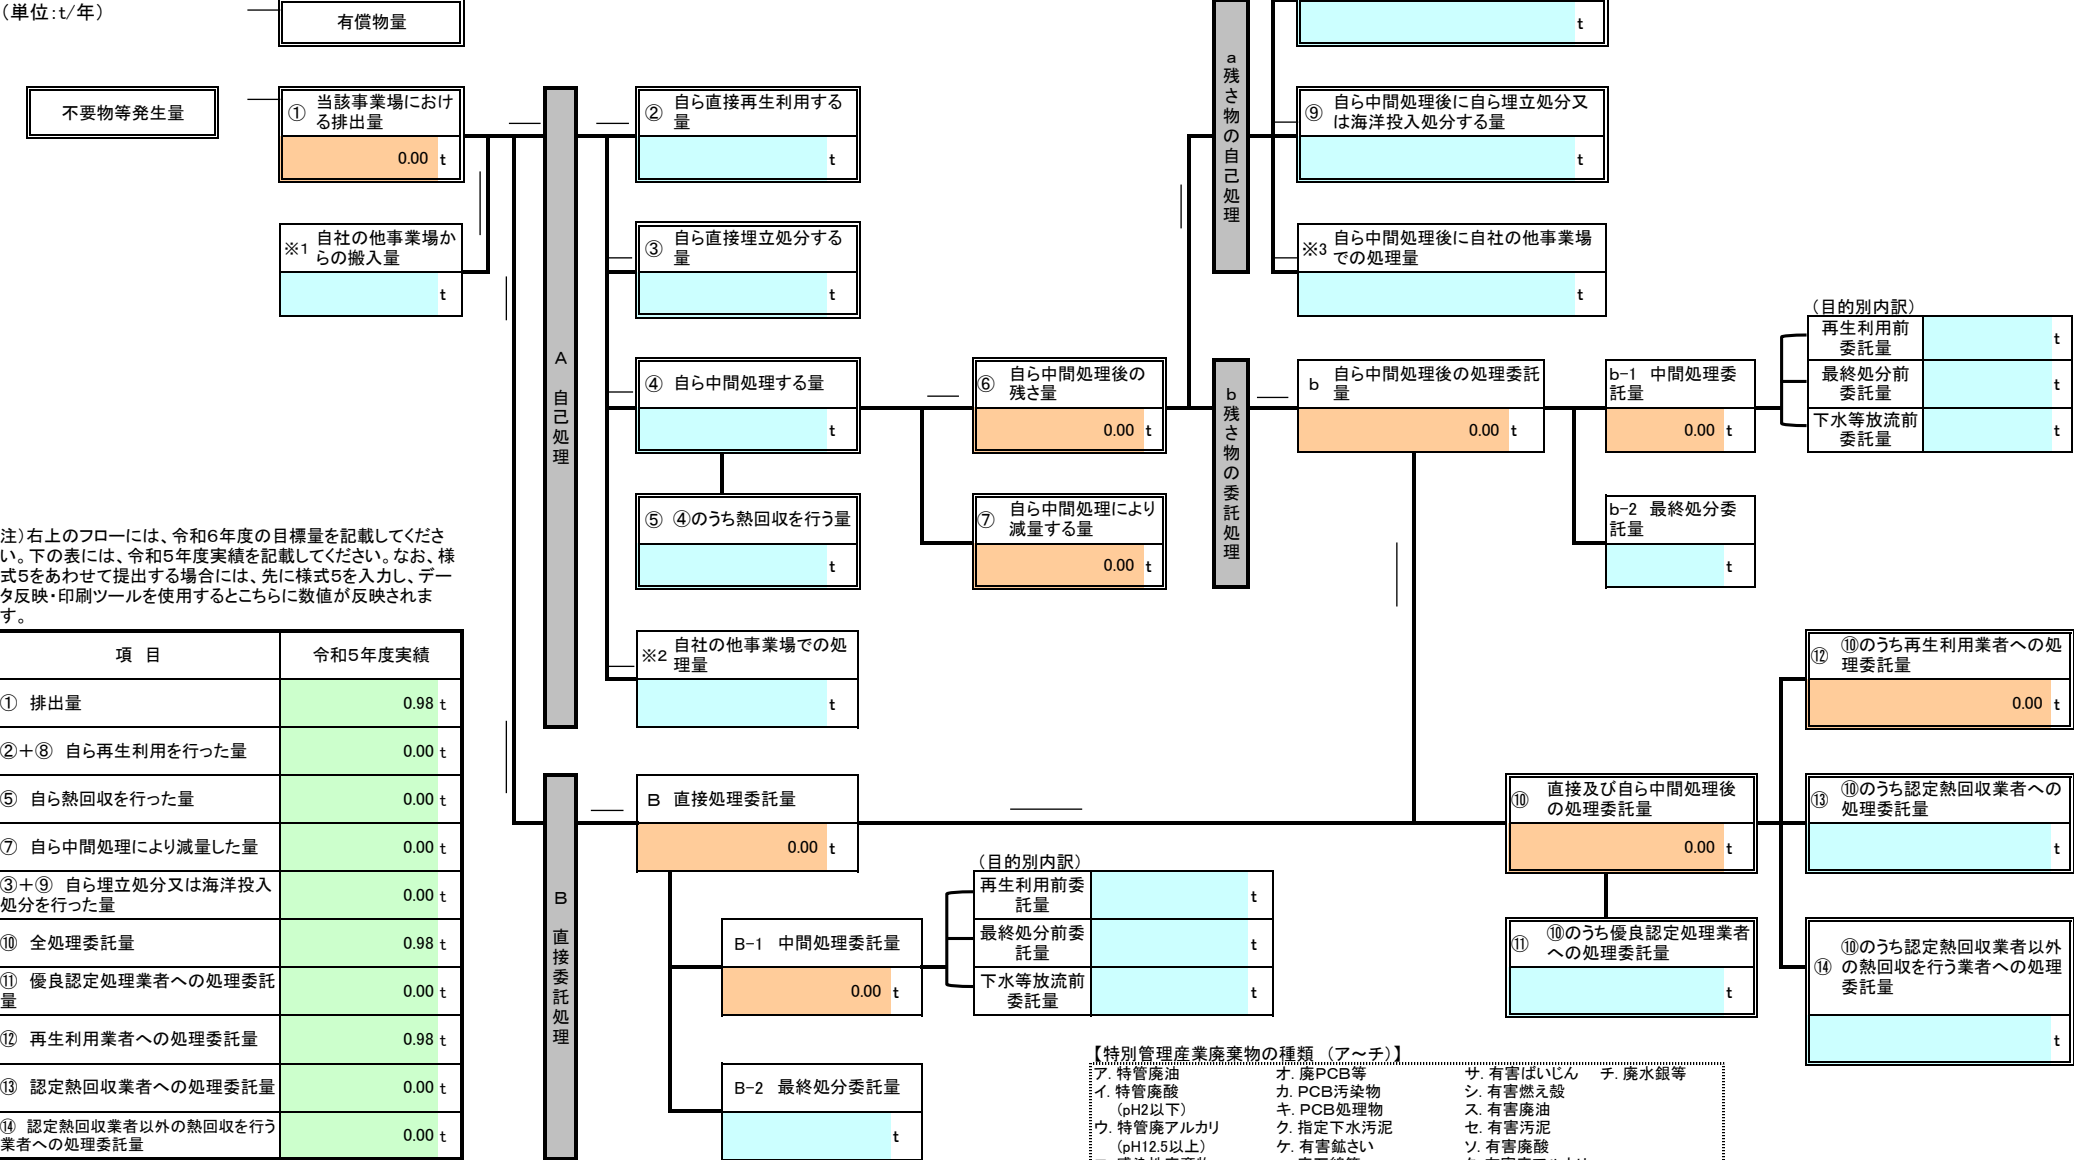 （単位：t/年）
有償物量
t
不要物等発生量
① 当該事業場におけ
る排出量
0.00 t
※1 自社の他事業場か
らの搬入量
t
A 自己処理
② 自ら直接再生利用する
量
t
③ 自ら直接埋立処分する
量
t
④ 自ら中間処理する量
t
⑤ ④のうち熱回収を行う量
t
※2 自社の他事業場での処
理量
t
⑥ 自ら中間処理後の
残さ量
0.00 t
⑦ 自ら中間処理により
減量する量
0.00 t
a 残さ物の自己処理
⑨ 自ら中間処理後に自ら埋立処分又
は海洋投入処分する量
t
※3 自ら中間処理後に自社の他事業場
での処理量
t
b 残さ物の委託処理
b 自ら中間処理後の処理委託
量
0.00 t
b-1 中間処理委
託量
0.00 t
b-2 最終処分委
託量
t
（目的別内訳）
再生利用前
委託量
t
最終処分前
委託量
t
下水等放流前
委託量
t
注）右上のフローには、令和６年度の目標量を記載してくださ
い。下の表には、令和５年度実績を記載してください。なお、様
式５をあわせて提出する場合には、先に様式５を入力し、デー
タ反映・印刷ツールを使用するとこちらに数値が反映されま
す。
項 目 令和５年度実績
① 排出量 0.98 t
②＋⑧ 自ら再生利用を行った量 0.00 t
⑤ 自ら熱回収を行った量 0.00 t
⑦ 自ら中間処理により減量した量 0.00 t
③＋⑨ 自ら埋立処分又は海洋投入
処分を行った量 0.00 t
⑩ 全処理委託量 0.98 t
⑪ 優良認定処理業者への処理委託
量 0.00 t
⑫ 再生利用業者への処理委託量 0.98 t
⑬ 認定熱回収業者への処理委託量 0.00 t
⑭ 認定熱回収業者以外の熱回収を行う
業者への処理委託量 0.00 t
B 直接委託処理
B 直接処理委託量
0.00 t
B-1 中間処理委託量
0.00 t
B-2 最終処分委託量
t
（目的別内訳）
再生利用前委
託量
t
最終処分前委
託量
t
下水等放流前
委託量
t
⑩ 直接及び自ら中間処理後
の処理委託量
0.00 t
⑪ ⑩のうち優良認定処理業者
への処理委託量
t
⑫ ⑩のうち再生利用業者への処
理委託量
0.00 t
⑬ ⑩のうち認定熱回収業者への
処理委託量
t
⑭ ⑩のうち認定熱回収業者以外
の熱回収を行う業者への処理
委託量
t
【特別管理産業廃棄物の種類 （ア～チ）】
ア. 特管廃油 オ. 廃PCB等 サ. 有害ばいじん チ. 廃水銀等
イ. 特管廃酸 カ. PCB汚染物 シ. 有害燃え殻
（pH2以下） キ. PCB処理物 ス. 有害廃油
ウ. 特管廃アルカリ ク. 指定下水汚泥 セ. 有害汚泥
（pH12.5以上） ケ. 有害鉱さい ソ. 有害廃酸